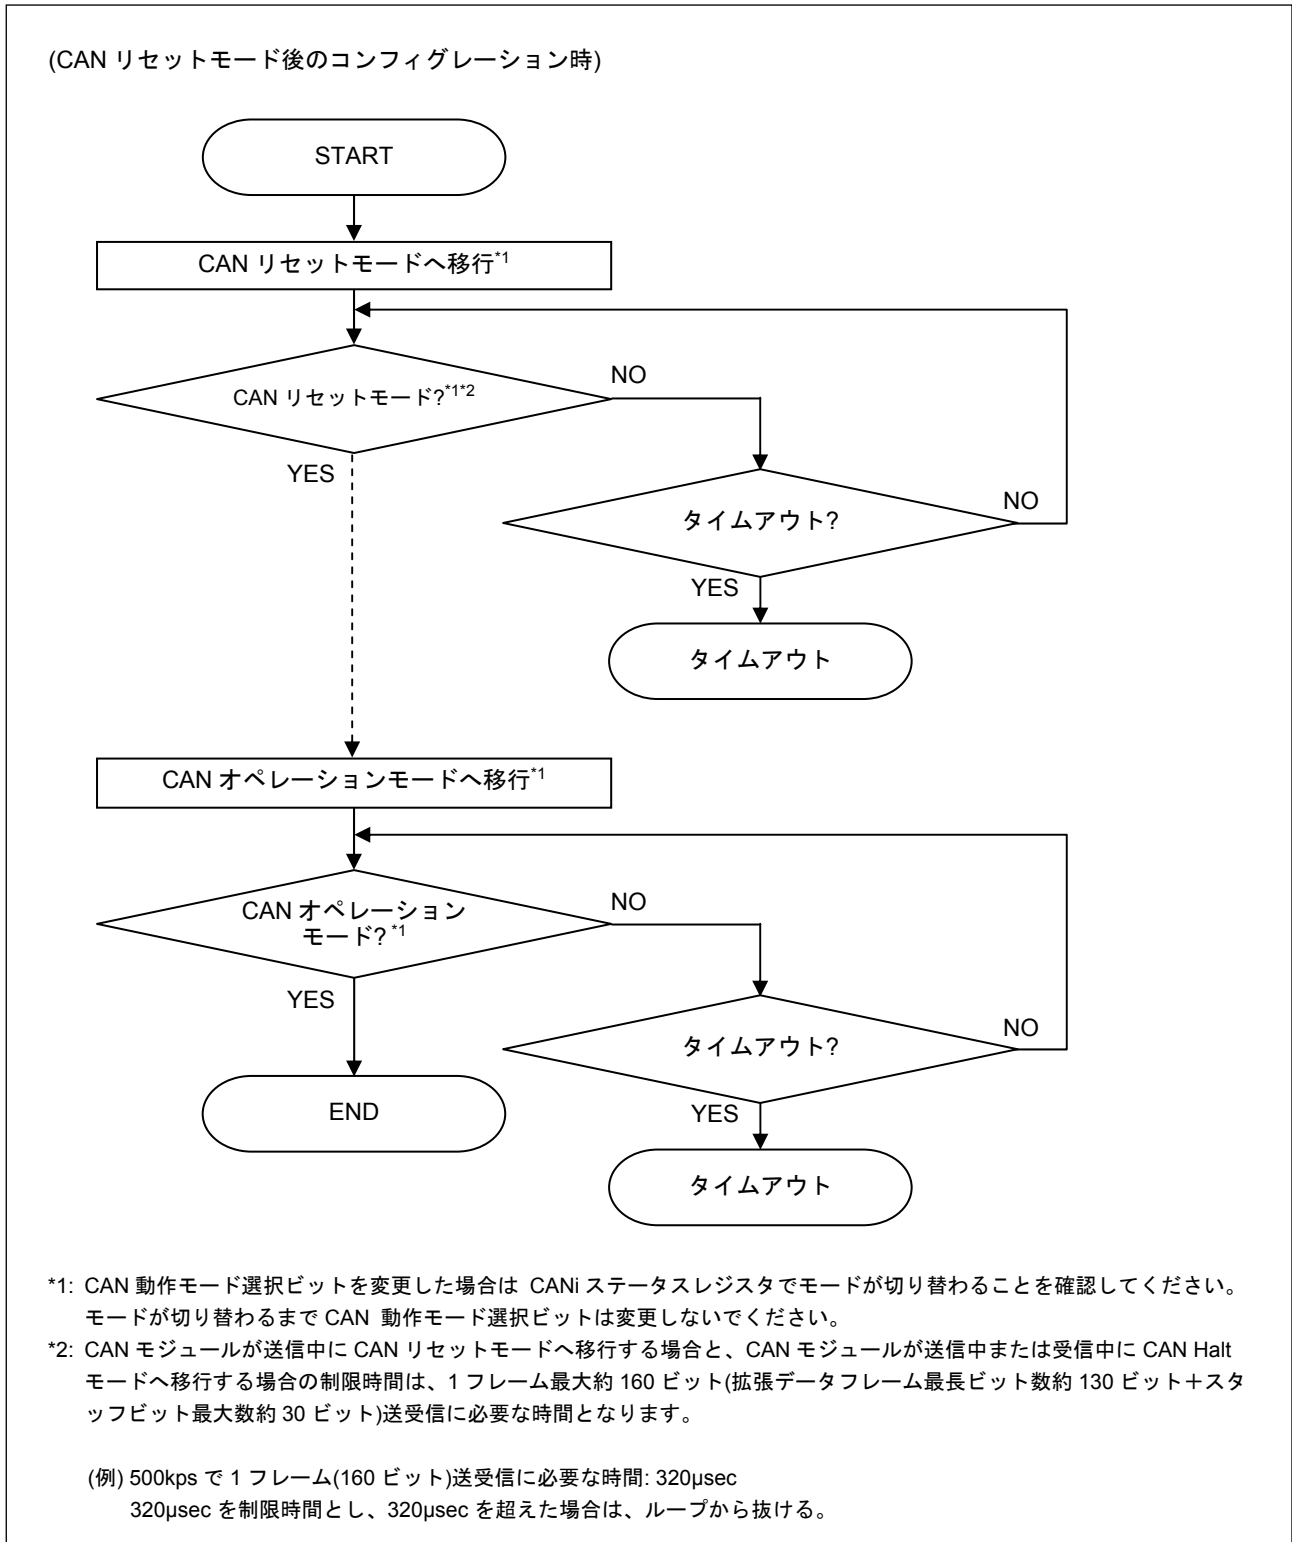 (CAN リセットモード後のコンフィグレーション時)
START
CAN リセットモードへ移行*1
CAN リセットモード?*1*2
NO
YES
タイムアウト?
NO
YES
タイムアウト
CAN オペレーションモードへ移行*1
CAN オペレーション
モード?*1
NO
YES
タイムアウト?
NO
YES
END
タイムアウト
*1: CAN 動作モード選択ビットを変更した場合は CANi ステータスレジスタでモードが切り替わることを確認してください。
モードが切り替わるまで CAN 動作モード選択ビットは変更しないでください。
*2: CAN モジュールが送信中に CAN リセットモードへ移行する場合と、CAN モジュールが送信中または受信中に CAN Halt
モードへ移行する場合の制限時間は、1 フレーム最大約 160 ビット(拡張データフレーム最長ビット数約 130 ビット＋スタ
ッフビット最大数約 30 ビット)送受信に必要な時間となります。
(例) 500kps で 1 フレーム(160 ビット)送受信に必要な時間: 320μsec
320μsec を制限時間とし、320μsec を超えた場合は、ループから抜ける。